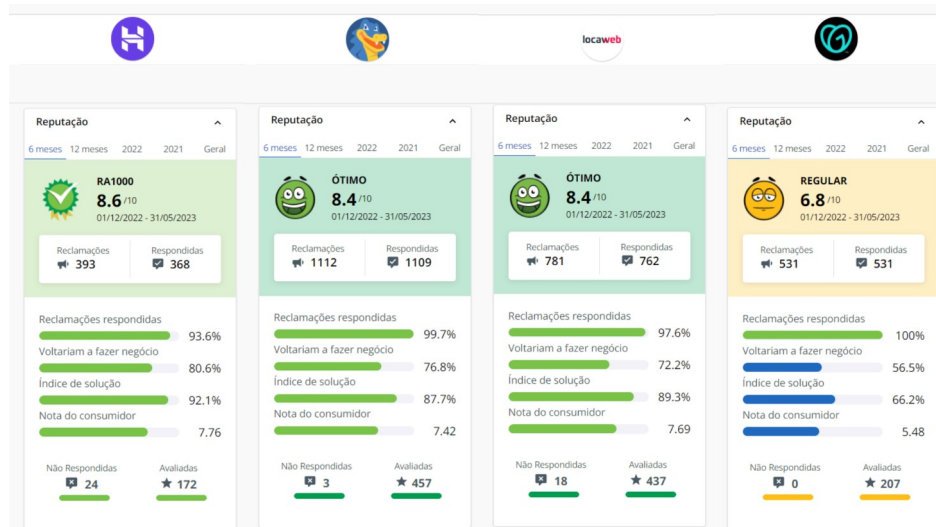 locaweb
Reputação
6 meses 12 meses 2022 2021 Geral
RA1000
8.6 /10
01/12/2022 - 31/05/2023
Reclamações Respondidas
393 368
Reclamações respondidas
93.6%
Voltariam a fazer negócio
80.6%
Índice de solução
92.1%
Nota do consumidor
7.76
Não Respondidas Avaliadas
24 172
Reputação
6 meses 12 meses 2022 2021 Geral
ÓTIMO
8.4 /10
01/12/2022 - 31/05/2023
Reclamações Respondidas
1112 1109
Reclamações respondidas
99.7%
Voltariam a fazer negócio
76.8%
Índice de solução
87.7%
Nota do consumidor
7.42
Não Respondidas Avaliadas
3 457
Reputação
6 meses 12 meses 2022 2021 Geral
ÓTIMO
8.4 /10
01/12/2022 - 31/05/2023
Reclamações Respondidas
781 762
Reclamações respondidas
97.6%
Voltariam a fazer negócio
72.2%
Índice de solução
89.3%
Nota do consumidor
7.69
Não Respondidas Avaliadas
18 437
Reputação
6 meses 12 meses 2022 2021 Geral
REGULAR
6.8 /10
01/12/2022 - 31/05/2023
Reclamações Respondidas
531 531
Reclamações respondidas
100%
Voltariam a fazer negócio
56.5%
Índice de solução
66.2%
Nota do consumidor
5.48
Não Respondidas Avaliadas
0 207